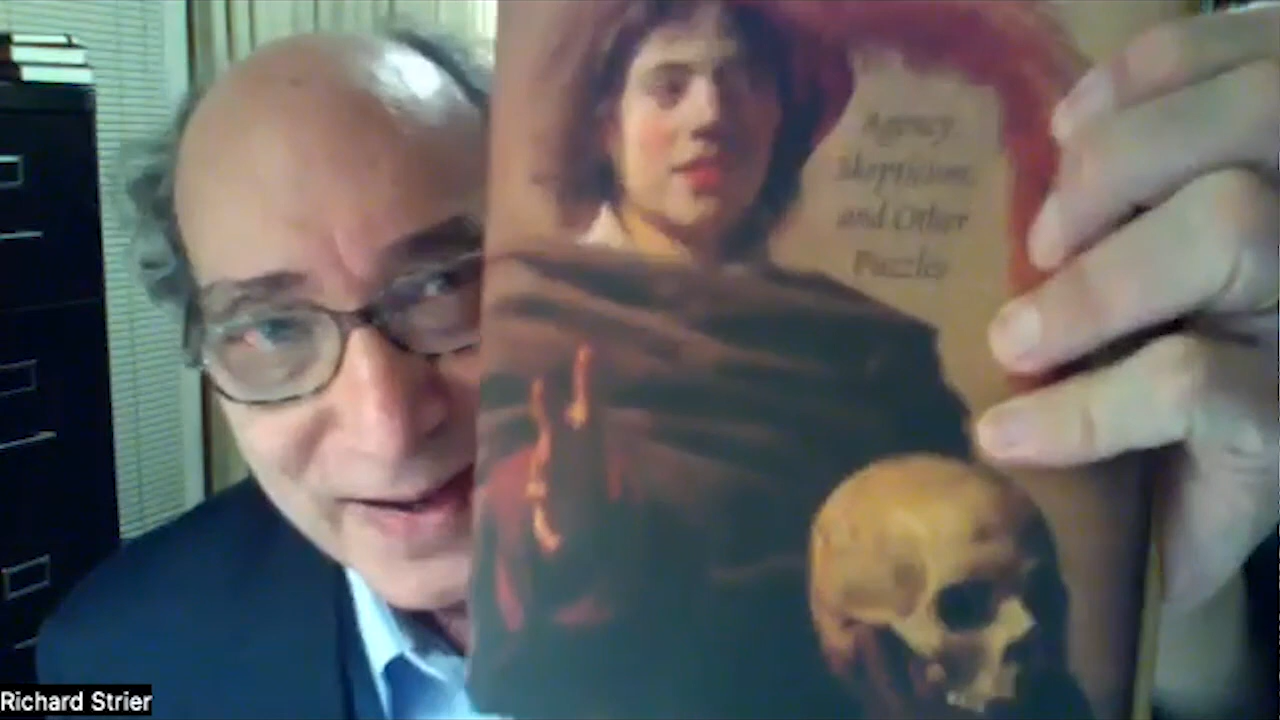 Agency,
Skepticism,
and Other
Puzzles
Richard Strier